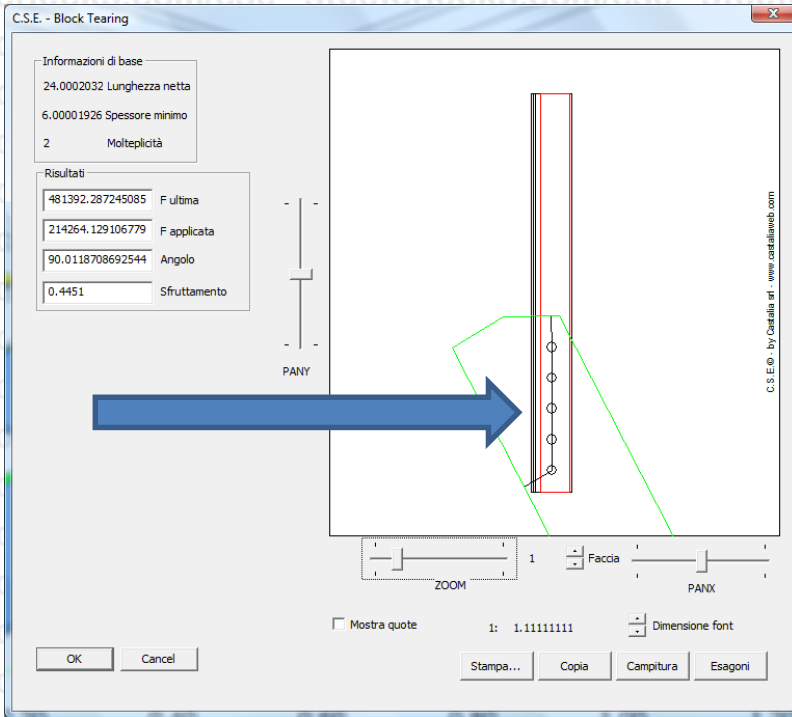 C.S.E. - Block Tearing
Informazioni di base
24.0002032 Lunghezza netta
6.00001926 Spessore minimo
2 Molteplicità
Risultati
481392.287245085 F ultima
214264.129106779 F applicata
90.0118708692544 Angolo
0.4451 Sfruttamento
PANY
C.S.E.© - by Castalia srl - www.castaliaweb.com
1 Faccia
ZOOM
PANX
Mostra quote
1: 1.11111111
Dimensione font
OK
Cancel
Stampa...
Copia
Campitura
Esagoni